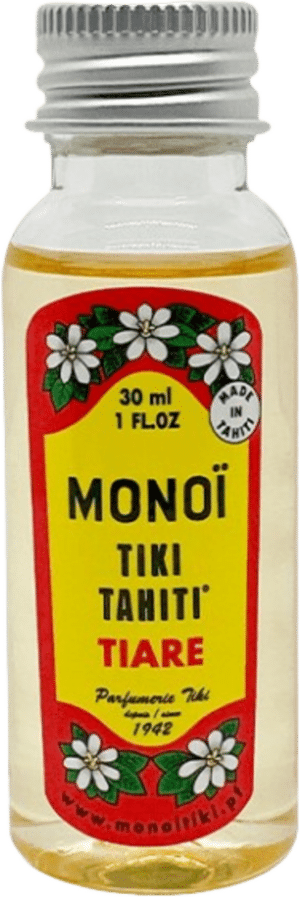 30 ml
1 FL.OZ
MADE
IN
TAHITI
MONOÏ
TIKI
TAHITI®
TIARE
Parfumerie Tiki
depuis / since
1942
www.monoitiki.pf